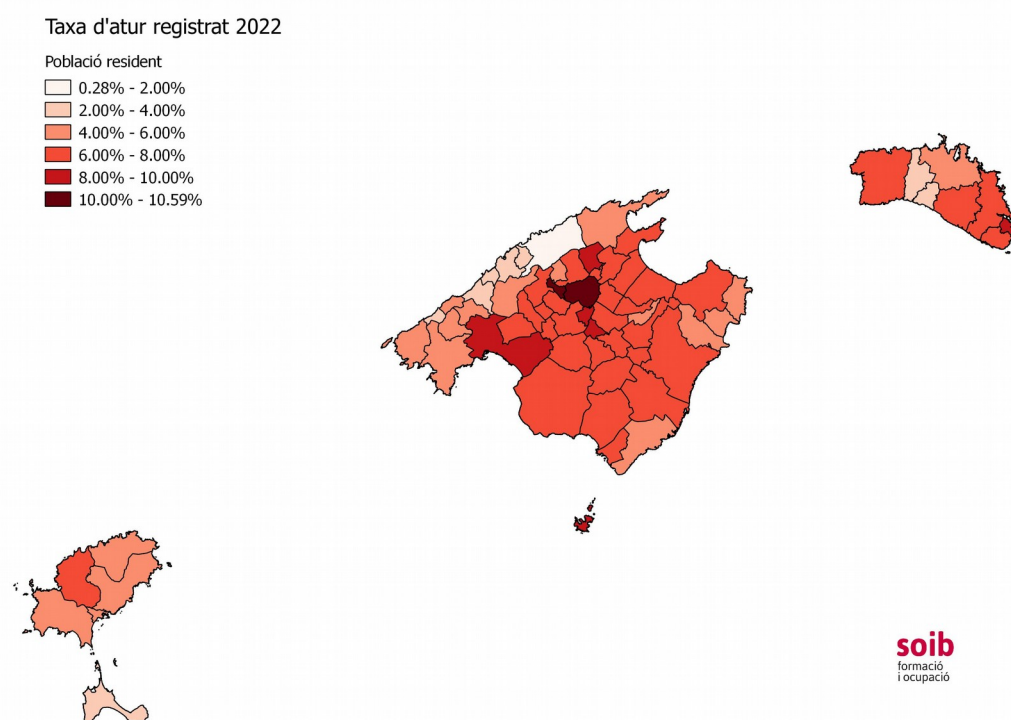 Taxa d'atur registrat 2022
Població resident
0.28% - 2.00%
2.00% - 4.00%
4.00% - 6.00%
6.00% - 8.00%
8.00% - 10.00%
10.00% - 10.59%
soib
formació
i ocupació